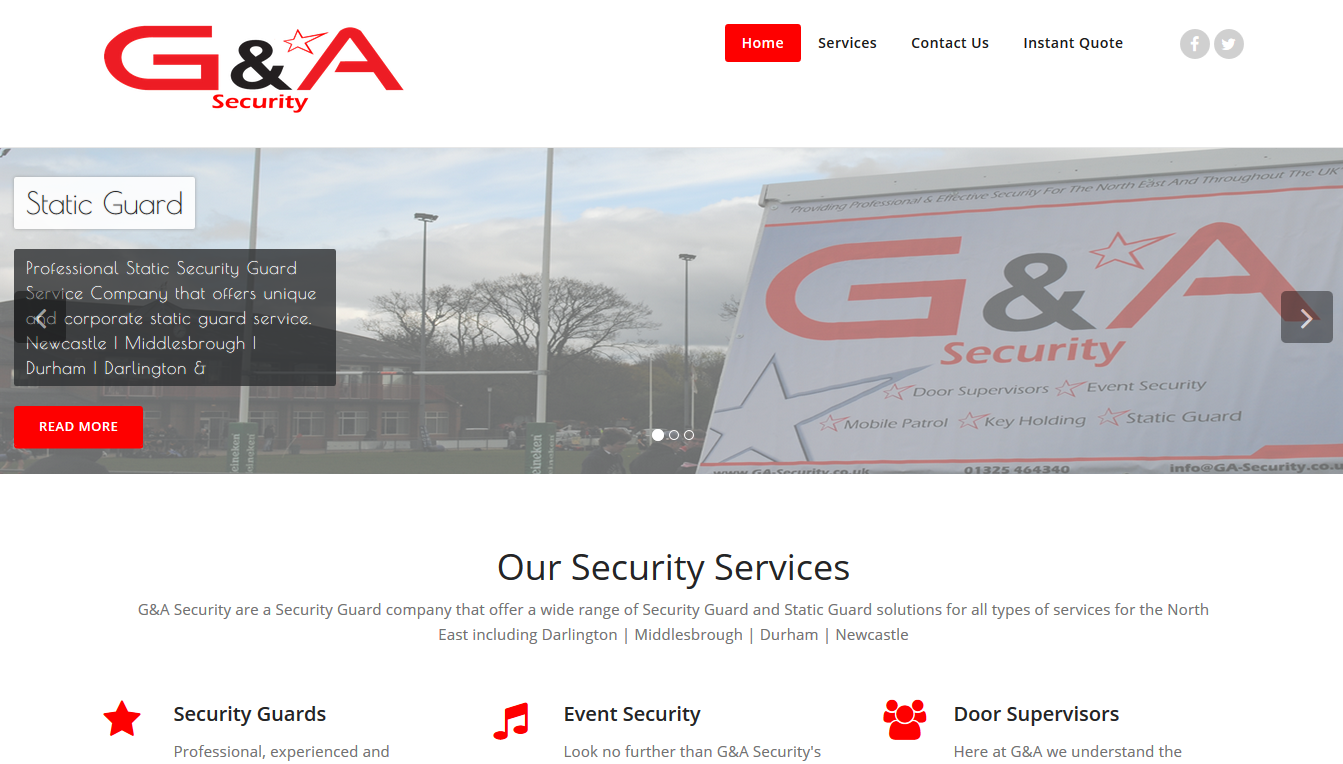 G&A
Security
Home
Services
Contact Us
Instant Quote
Static Guard
Professional Static Security Guard
Service Company that offers unique
and corporate static guard service.
Newcastle | Middlesbrough |
Durham | Darlington &
READ MORE
Providing Professional & Effective Security For The North East And Throughout The UK
G&A
Security
Door Supervisors Event Security
Mobile Patrol Key Holding Static Guard
www.GA-Security.co.uk 01325 464340 info@GA-Security.co.u
Heineken
Our Security Services
G&A Security are a Security Guard company that offer a wide range of Security Guard and Static Guard solutions for all types of services for the North
East including Darlington | Middlesbrough | Durham | Newcastle
Security Guards
Professional, experienced and
Event Security
Look no further than G&A Security's
Door Supervisors
Here at G&A we understand the